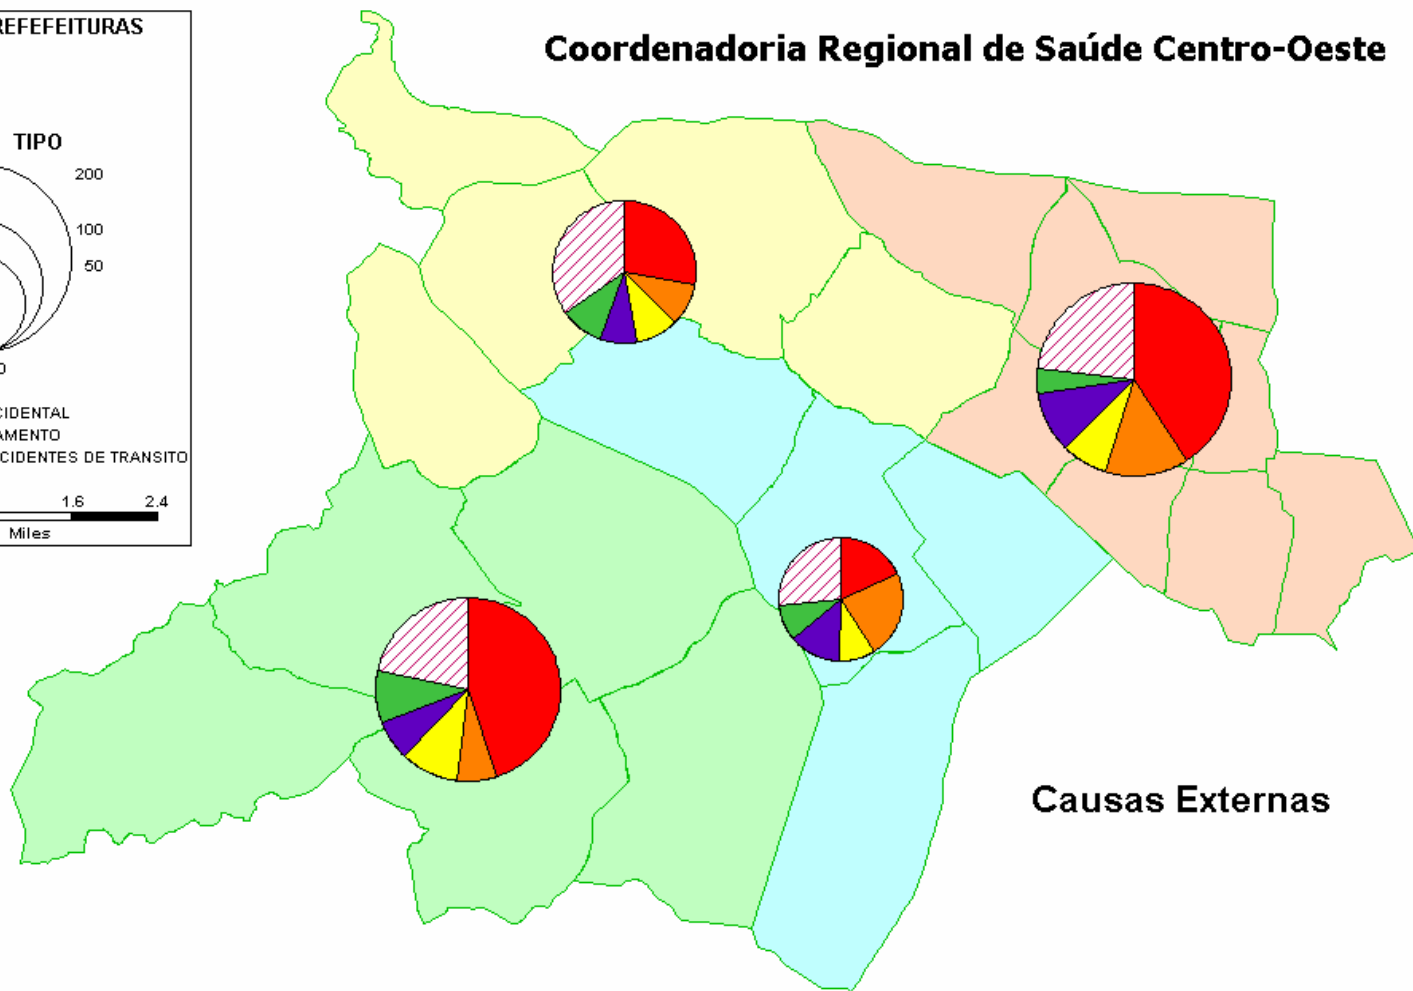 REFEFEITURAS
Coordenadoria Regional de Saúde Centro-Oeste
TIPO
200
100
50
0
CIDENTAL
AMENTO
CIDENTES DE TRANSITO
1.6 2.4
Miles
Causas Externas